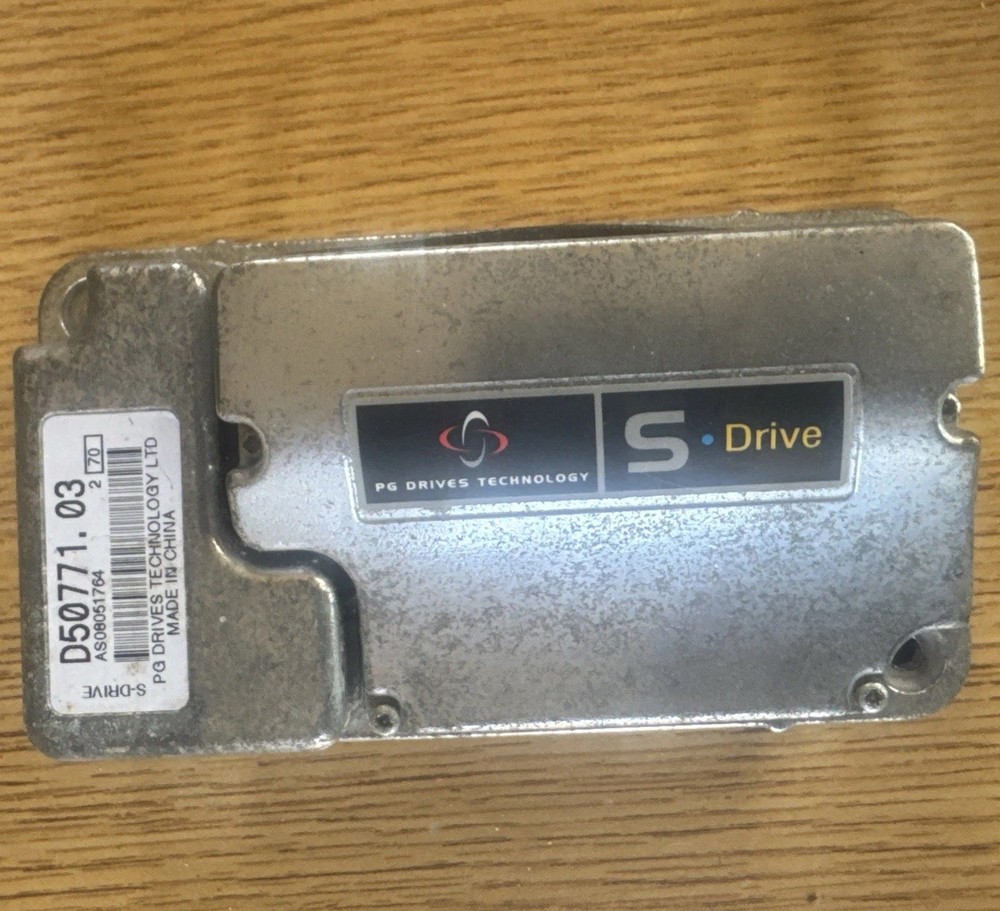 D50771.03
2 70
AS08051764
PG DRIVES TECHNOLOGY LTD
MADE IN CHINA
S-DRIVE
PG DRIVES TECHNOLOGY
S·Drive